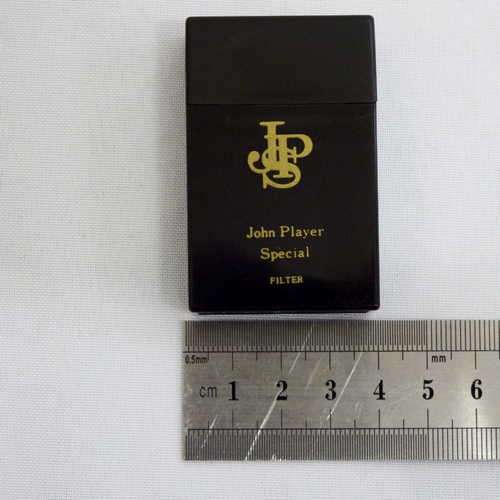 JPS
John Player
Special
FILTER
0.5mm
mm
cm 1 2 3 4 5 6